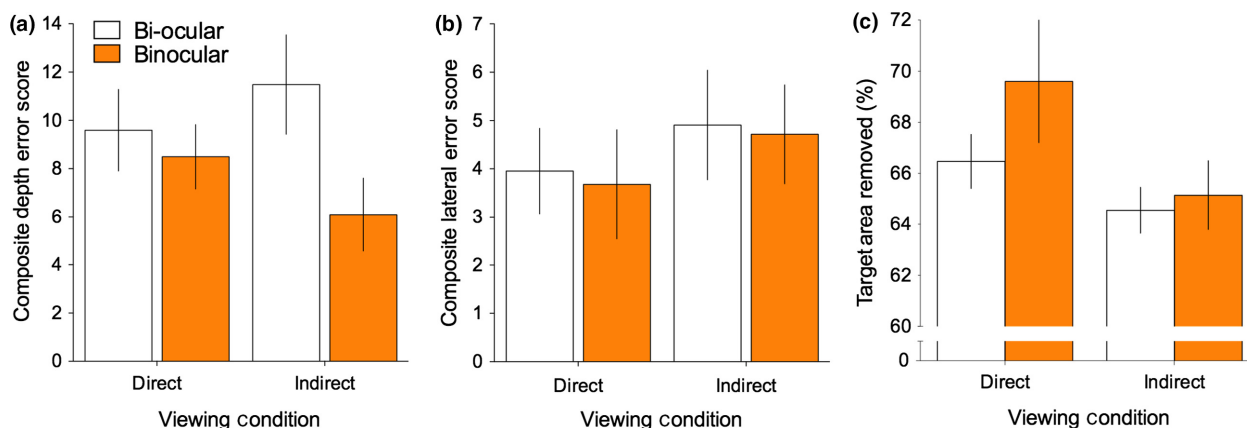 (a)
Bi-ocular
Binocular
Composite depth error score
14
12
10
8
6
4
2
0
Direct Indirect
Viewing condition
(b)
Composite lateral error score
7
6
5
4
3
2
1
0
Direct Indirect
Viewing condition
(c)
Target area removed (%)
72
70
68
66
64
62
60
0
Direct Indirect
Viewing condition